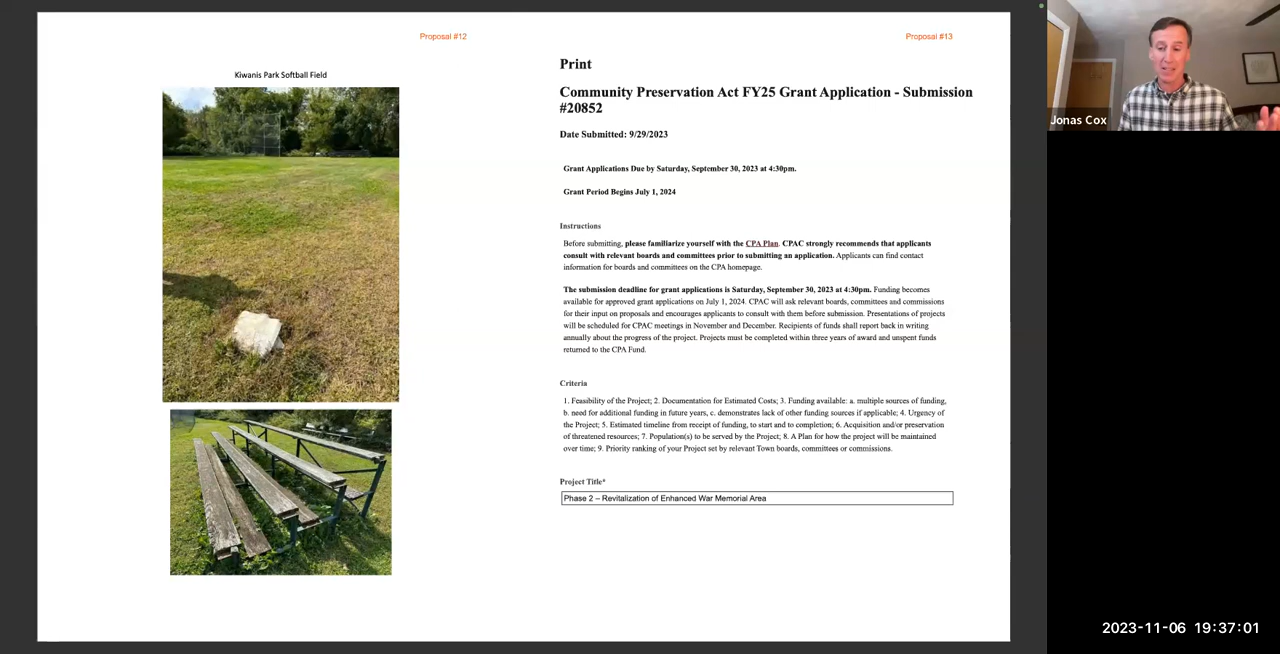 Proposal #12
Kiwanis Park Softball Field
Proposal #13
Print
Community Preservation Act FY25 Grant Application - Submission
#20852
Date Submitted: 9/29/2023
Grant Applications Due by Saturday, September 30, 2023 at 4:30pm.
Grant Period Begins July 1, 2024
Instructions
Before submitting, please familiarize yourself with the CPA Plan. CPAC strongly recommends that applicants
consult with relevant boards and committees prior to submitting an application. Applicants can find contact
information for boards and committees on the CPA homepage.
The submission deadline for grant applications is Saturday, September 30, 2023 at 4:30pm. Funding becomes
available for approved grant applications on July 1, 2024. CPAC will ask relevant boards, committees and commissions
for their input on proposals and encourages applicants to consult with them before submission. Presentations of projects
will be scheduled for CPAC meetings in November and December. Recipients of funds shall report back in writing
annually about the progress of the project. Projects must be completed within three years of award and unspent funds
returned to the CPA Fund.
Criteria
1. Feasibility of the Project; 2. Documentation for Estimated Costs; 3. Funding available: a. multiple sources of funding,
b. need for additional funding in future years, c. demonstrates lack of other funding sources if applicable; 4. Urgency of
the Project; 5. Estimated timeline from receipt of funding, to start and to completion; 6. Acquisition and/or preservation
of threatened resources; 7. Population(s) to be served by the Project; 8. A Plan for how the project will be maintained
over time; 9. Priority ranking of your Project set by relevant Town boards, committees or commissions.
Project Title*
Phase 2 – Revitalization of Enhanced War Memorial Area
Jonas Cox
2023-11-06 19:37:01